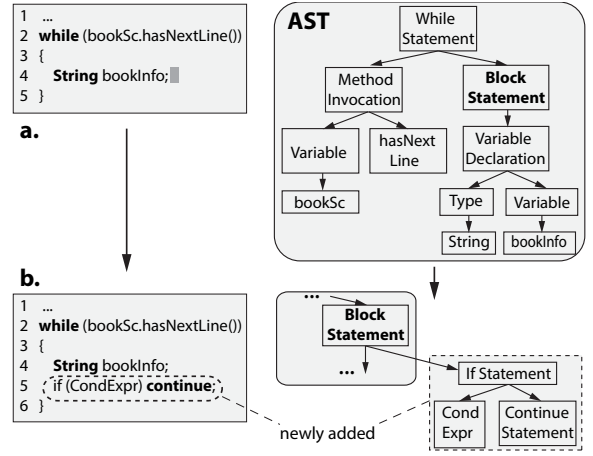 1 ...
2 while (bookSc.hasNextLine())
3 {
4 String bookInfo;
5 }
a.
AST
While
Statement
Method
Invocation
Block
Statement
Variable
hasNext
Line
Variable
Declaration
bookSc
Type
Variable
String
bookInfo
b.
1 ...
2 while (bookSc.hasNextLine())
3 {
4 String bookInfo;
5 if (CondExpr) continue;
6 }
...
Block
Statement
...
If Statement
Cond
Expr
Continue
Statement
newly added